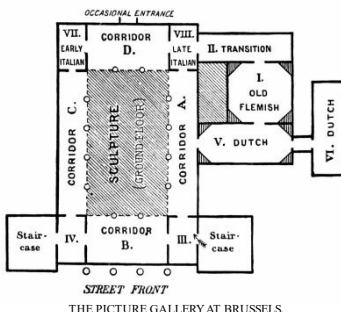 OCCASIONAL ENTRANCE
VII.
EARLY
ITALIAN
CORRIDOR
D.
VIII.
LATE
ITALIAN
II. TRANSITION
I.
OLD
FLEMISH
CORRIDOR C.
SCULPTURE
(GROUND FLOOR)
CORRIDOR A.
V. DUTCH
VI. DUTCH
Stair-
case
IV.
CORRIDOR
B.
III.
Stair-
case
STREET FRONT
THE PICTURE GALLERY AT BRUSSELS.